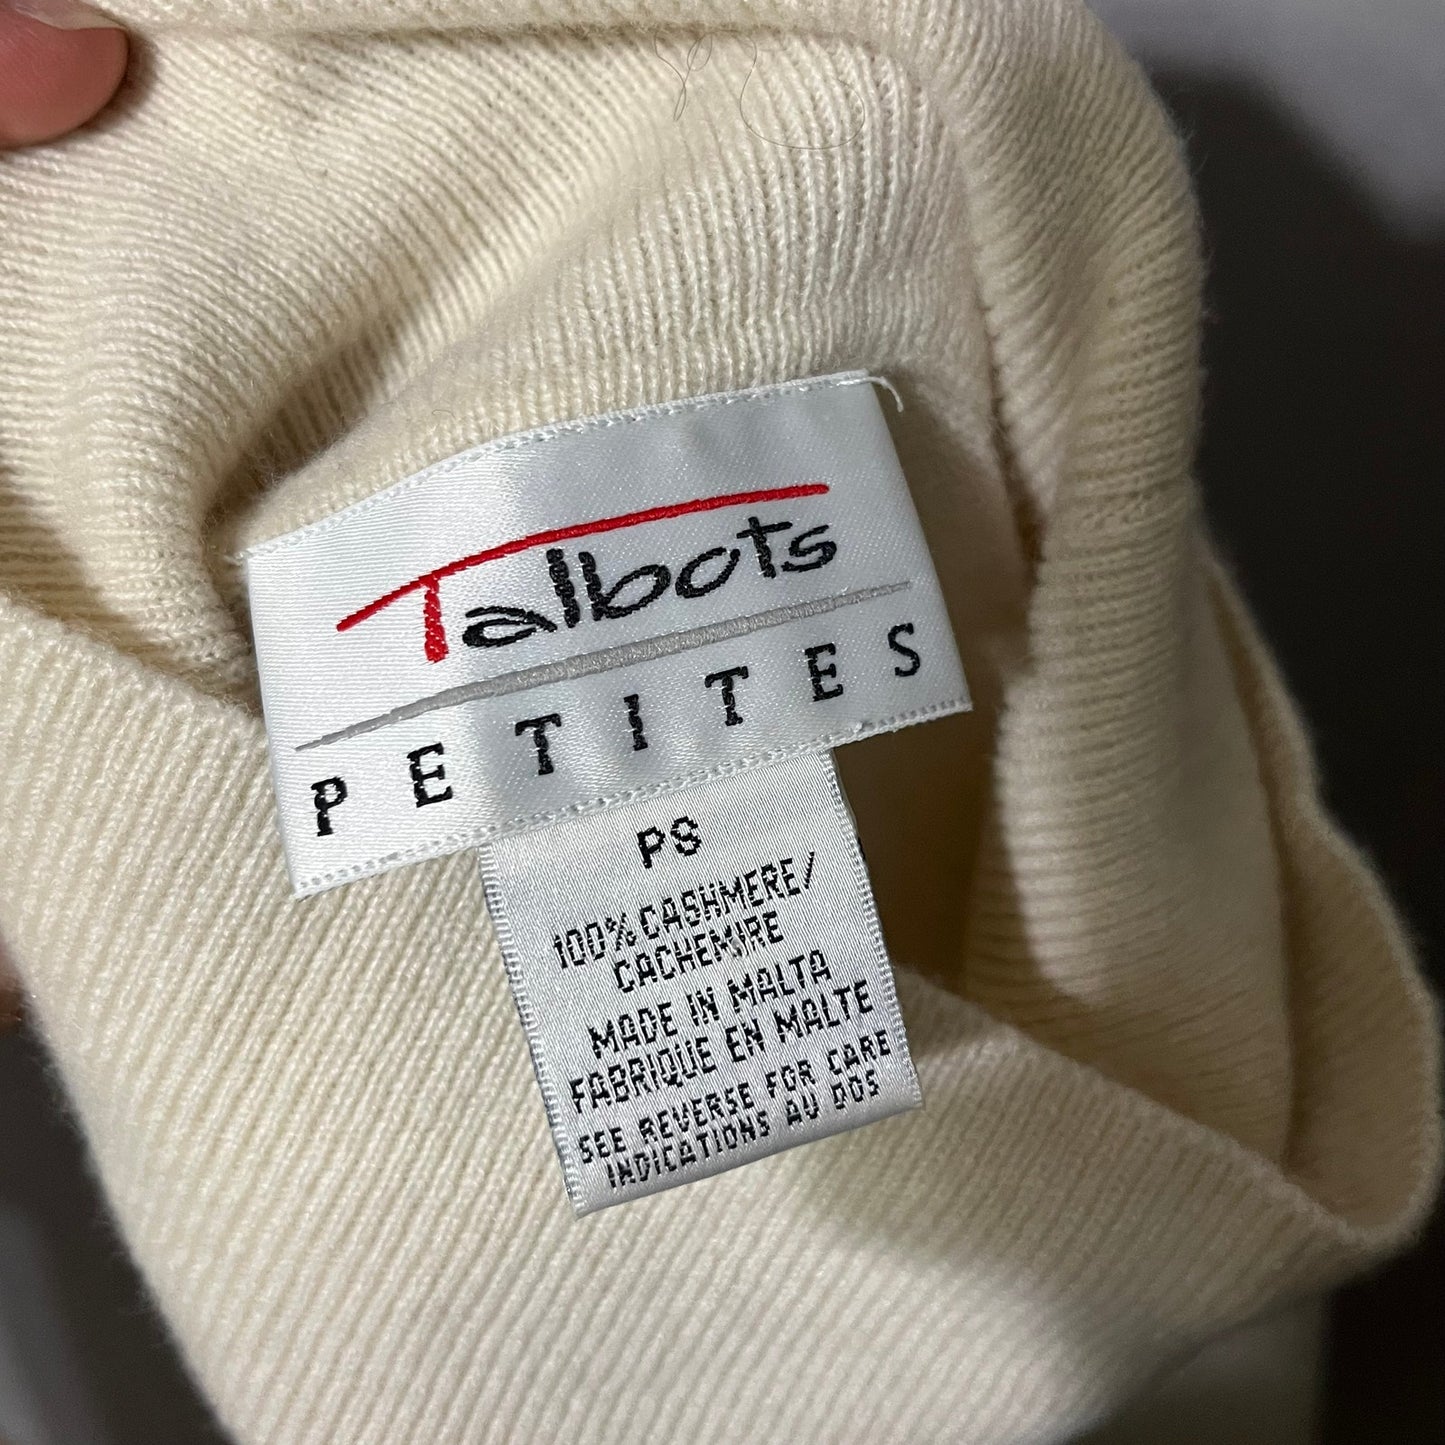 Talbots
PETITES
PS
100% CASHMERE/
CACHEMIRE
MADE IN MALTA
FABRIQUE EN MALTE
SEE REVERSE FOR CARE
INDICATIONS AU DOS